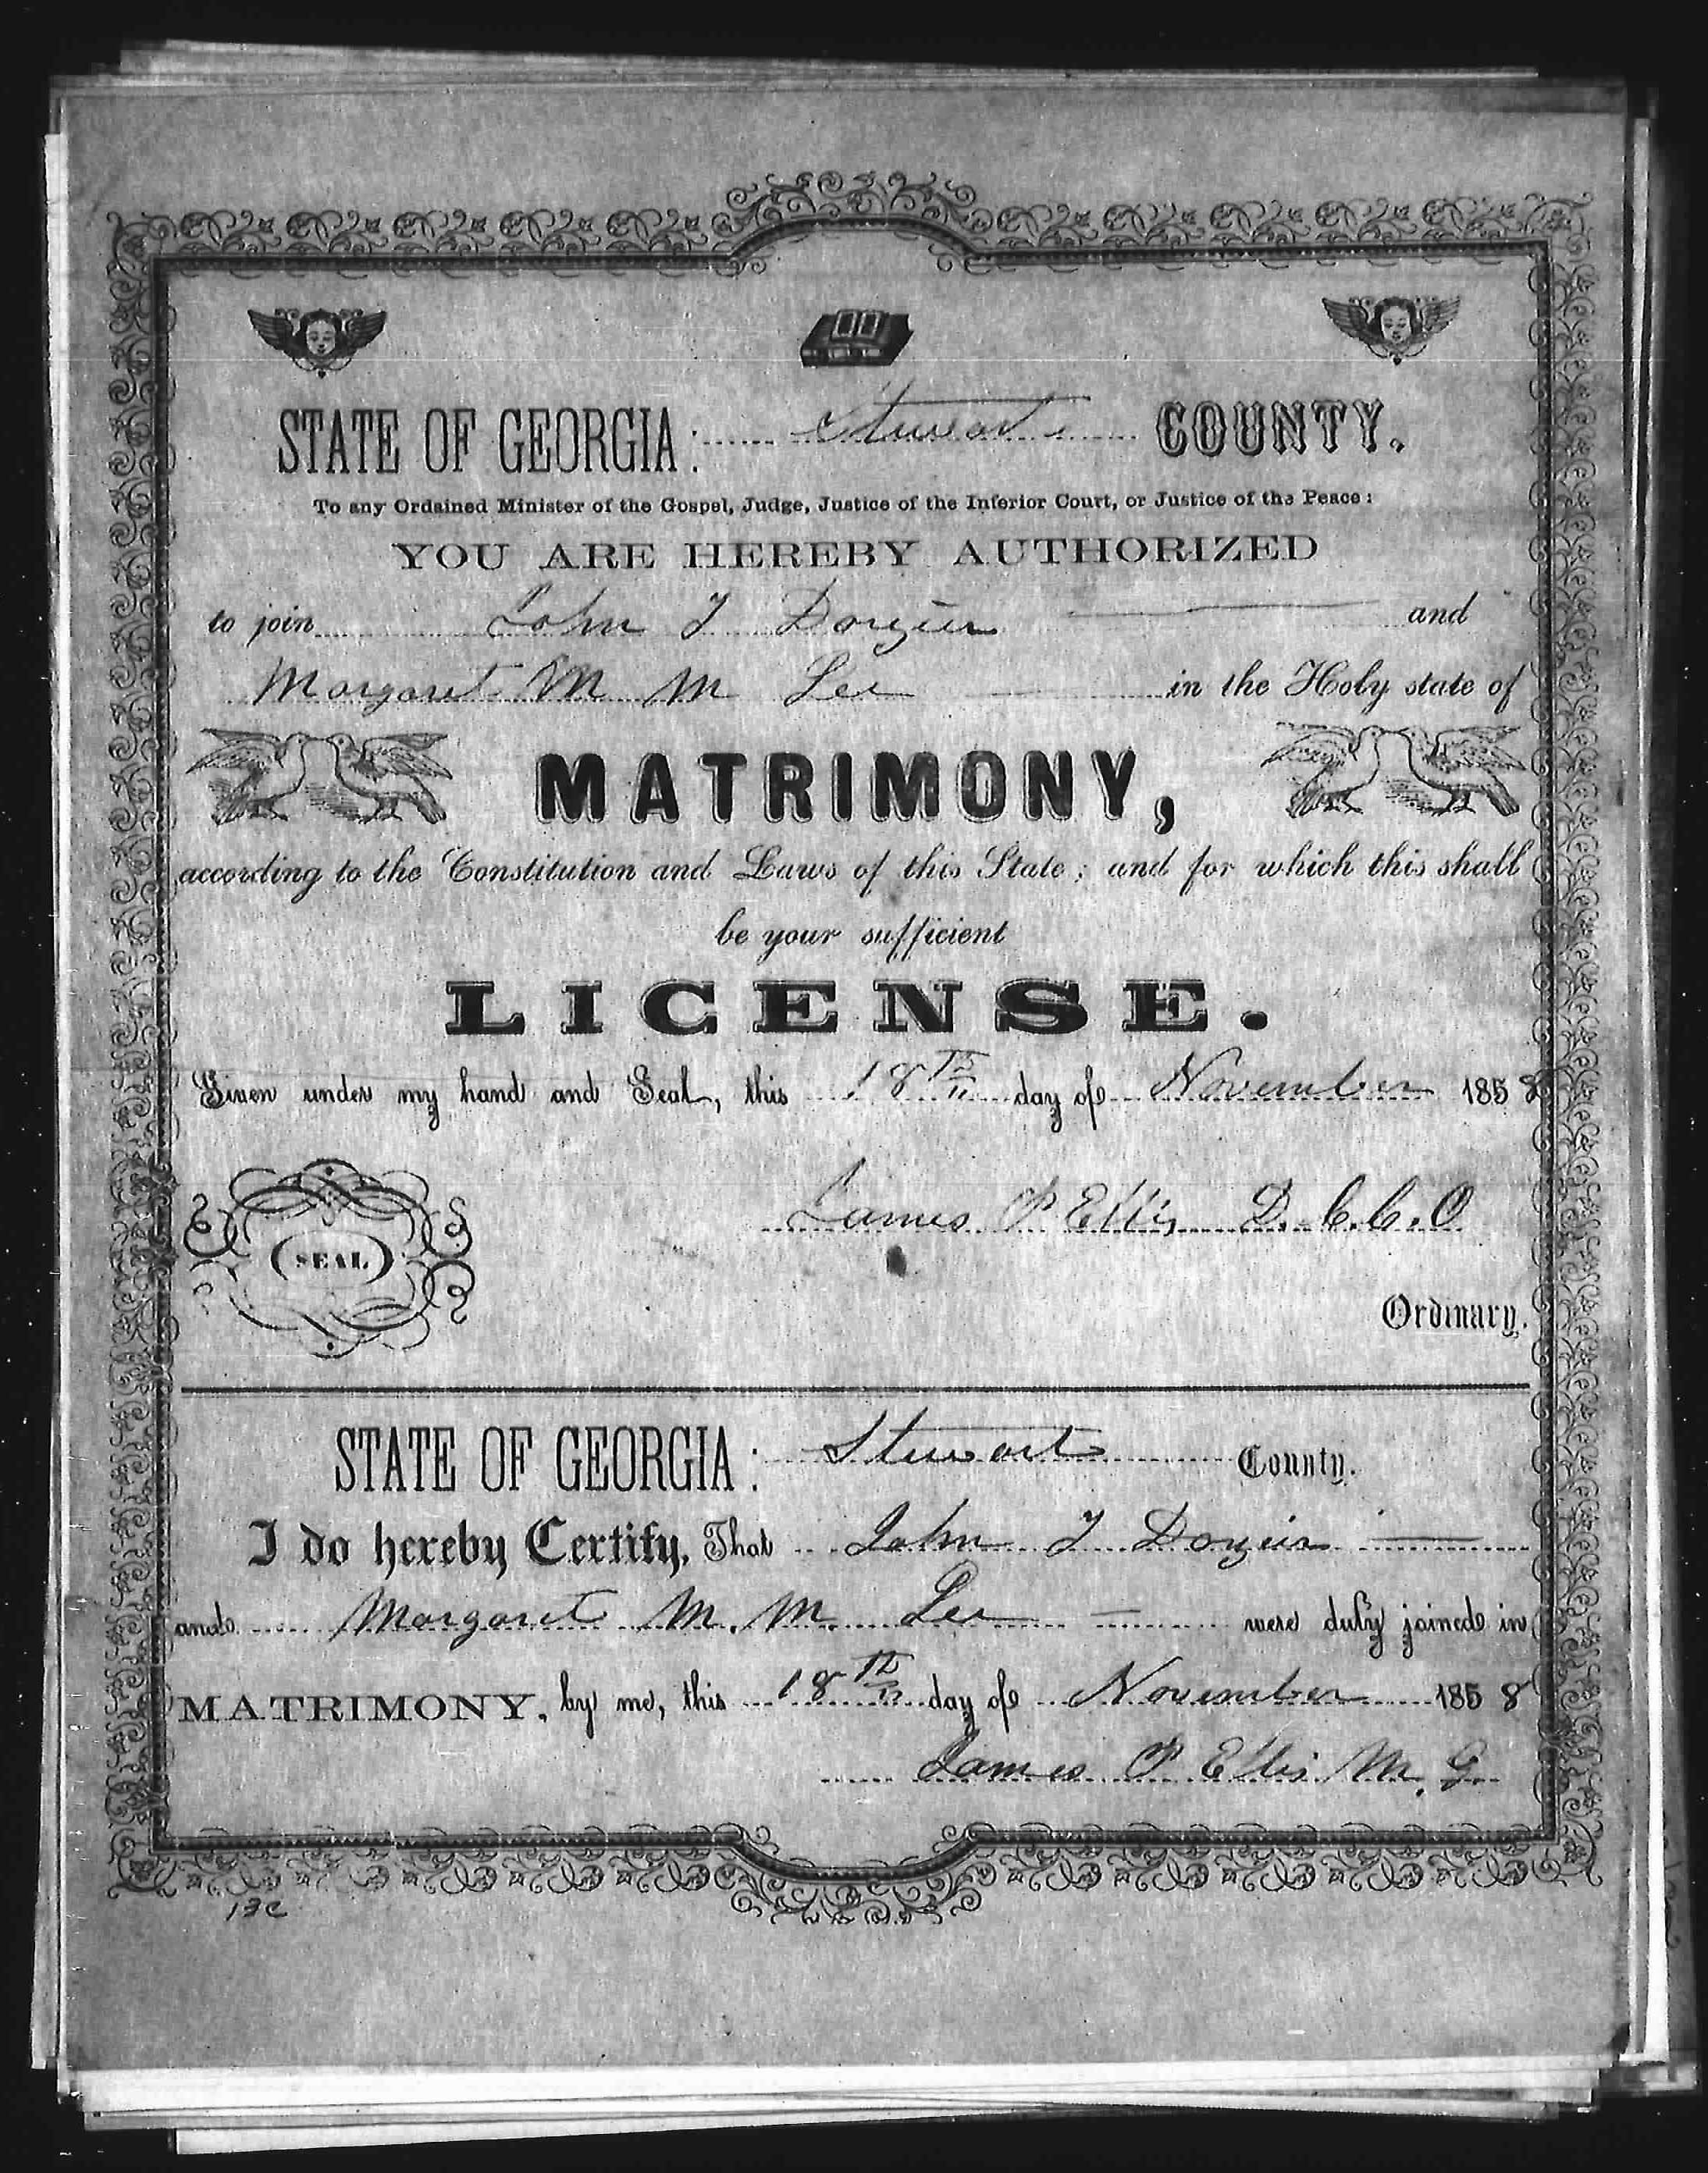 STATE OF GEORGIA: Stewart COUNTY.
To any Ordained Minister of the Gospel, Judge, Justice of the Inferior Court, or Justice of the Peace:
YOU ARE HEREBY AUTHORIZED
to join John T Dozier and
Margaret M M Lee in the Holy state of
MATRIMONY,
according to the Constitution and Laws of this State; and for which this shall
be your sufficient
LICENSE.
Given under my hand and Seal, this 18th day of November 1858
James P Ellis D.C.C.O
(SEAL)
Ordinary.
STATE OF GEORGIA: Stewart County.
I do hereby Certify, That John T Dozier
and Margaret M. M. Lee were duly joined in
MATRIMONY, by me, this 18th day of November 1858
James P Ellis M.G.